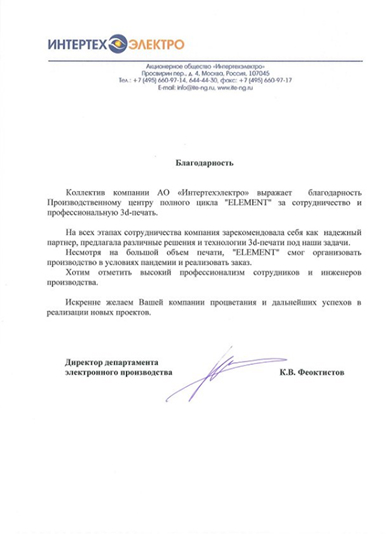 ИНТЕРТЕХ ЭЛЕКТРО
Акционерное общество «Интертехэлектро»
Просвирин пер., д. 4, Москва, Россия, 107045
Тел.: +7 (495) 660-97-14, 644-44-30, факс: +7 (495) 660-97-17
E-mail: info@ite-ng.ru, www.ite-ng.ru
Благодарность
Коллектив компании АО «Интертехэлектро» выражает благодарность
Производственному центру полного цикла "ELEMENT" за сотрудничество и
профессиональную 3d-печать.
На всех этапах сотрудничества компания зарекомендовала себя как надежный
партнер, предлагала различные решения и технологии 3d-печати под наши задачи.
Несмотря на большой объем печати, "ELEMENT" смог организовать
производство в условиях пандемии и реализовать заказ.
Хотим отметить высокий профессионализм сотрудников и инженеров
производства.
Искренне желаем Вашей компании процветания и дальнейших успехов в
реализации новых проектов.
Директор департамента
электронного производства К.В. Феоктистов